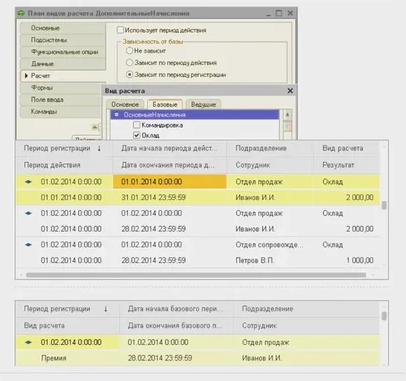 План видов расчета ДополнительныеНачисления
Основные
Подсистемы
Функциональные опции
Данные
Расчет
Формы
Поле ввода
Команды
Использует период действия
Зависимость от базы
Не зависит
Зависит по периоду действия
Зависит по периоду регистрации
Вид расчета
Основное Базовые Ведущие
ОсновныеНачисления
Командировка
Оклад
Период регистрации ↓ Дата начала периода дейст... Подразделение Вид расчета
Период действия Дата окончания периода д... Сотрудник Результат
01.02.2014 0:00:00 01.01.2014 0:00:00 Отдел продаж Оклад
01.01.2014 0:00:00 31.01.2014 23:59:59 Иванов И.И. 2 000,00
01.02.2014 0:00:00 01.02.2014 0:00:00 Отдел продаж Оклад
01.02.2014 0:00:00 28.02.2014 23:59:59 Иванов И.И. 2 000,00
01.02.2014 0:00:00 01.02.2014 0:00:00 Отдел сопровожде... Оклад
01.02.2014 0:00:00 28.02.2014 23:59:59 Петров В.П. 1 000,00
Период регистрации ↓ Дата начала базового пери... Подразделение
Вид расчета Дата окончания базового п... Сотрудник
01.02.2014 0:00:00 01.02.2014 0:00:00 Отдел продаж
Премия 28.02.2014 23:59:59 Иванов И.И.